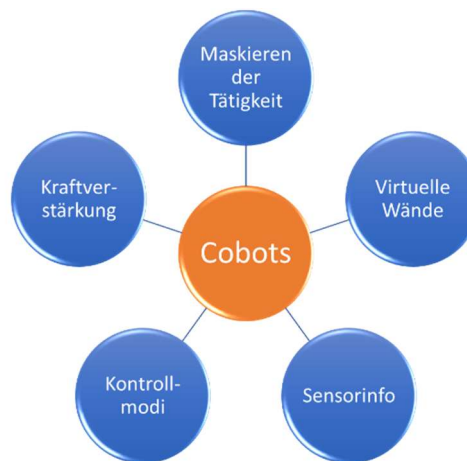 Maskieren
der
Tätigkeit
Kraftver-
stärkung
Virtuelle
Wände
Cobots
Kontroll-
modi
Sensorinfo